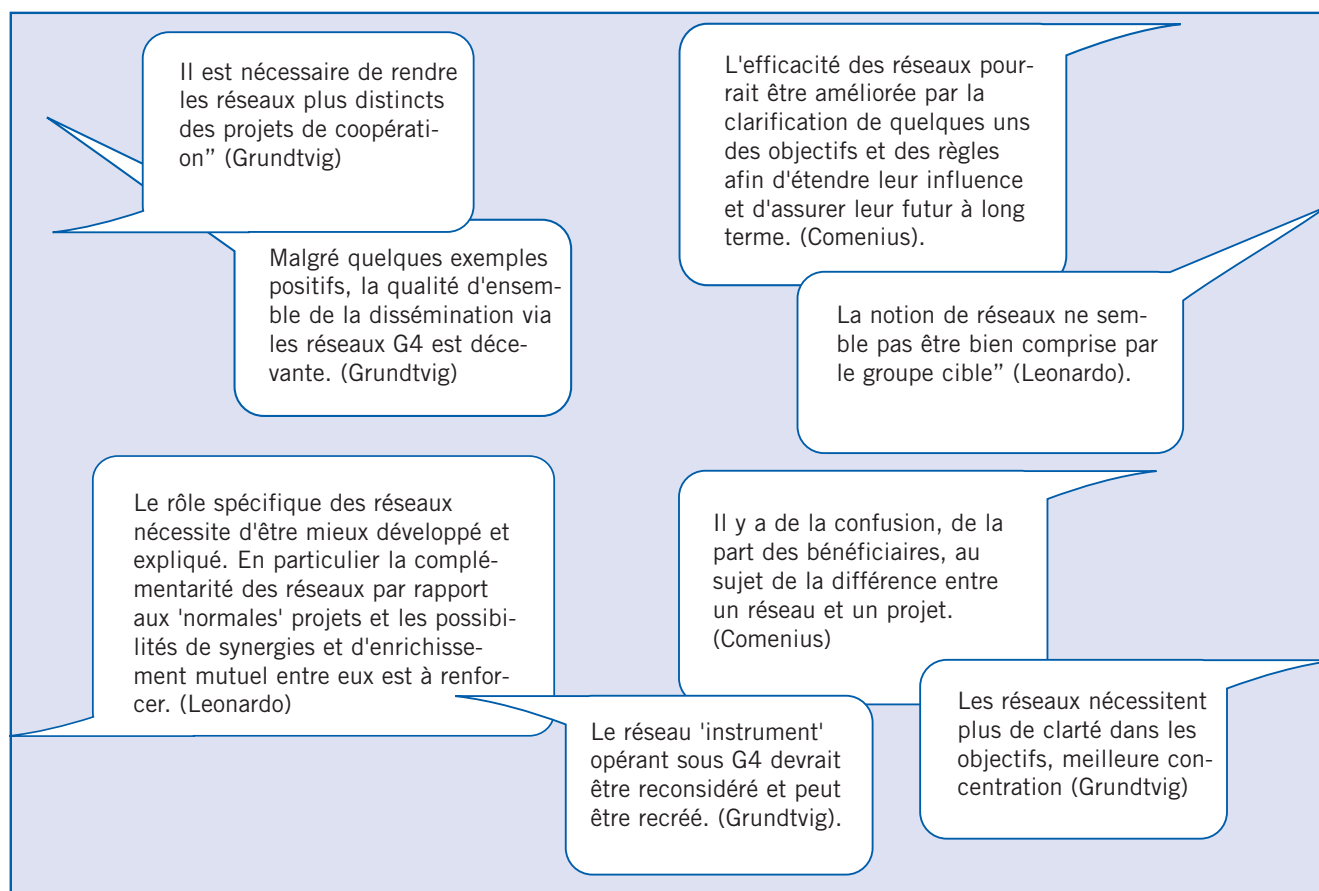 Il est nécessaire de rendre
les réseaux plus distincts
des projets de coopérati-
on” (Grundtvig)
Malgré quelques exemples
positifs, la qualité d'ensem-
ble de la dissémination via
les réseaux G4 est déce-
vante. (Grundtvig)
L'efficacité des réseaux pour-
rait être améliorée par la
clarification de quelques uns
des objectifs et des règles
afin d'étendre leur influence
et d'assurer leur futur à long
terme. (Comenius).
La notion de réseaux ne sem-
ble pas être bien comprise par
le groupe cible” (Leonardo).
Le rôle spécifique des réseaux
nécessite d'être mieux développé et
expliqué. En particulier la complé-
mentarité des réseaux par rapport
aux 'normales' projets et les possibi-
lités de synergies et d'enrichisse-
ment mutuel entre eux est à renfor-
cer. (Leonardo)
Il y a de la confusion, de la
part des bénéficiaires, au
sujet de la différence entre
un réseau et un projet.
(Comenius)
Le réseau 'instrument'
opérant sous G4 devrait
être reconsidéré et peut
être recréé. (Grundtvig).
Les réseaux nécessitent
plus de clarté dans les
objectifs, meilleure con-
centration (Grundtvig)